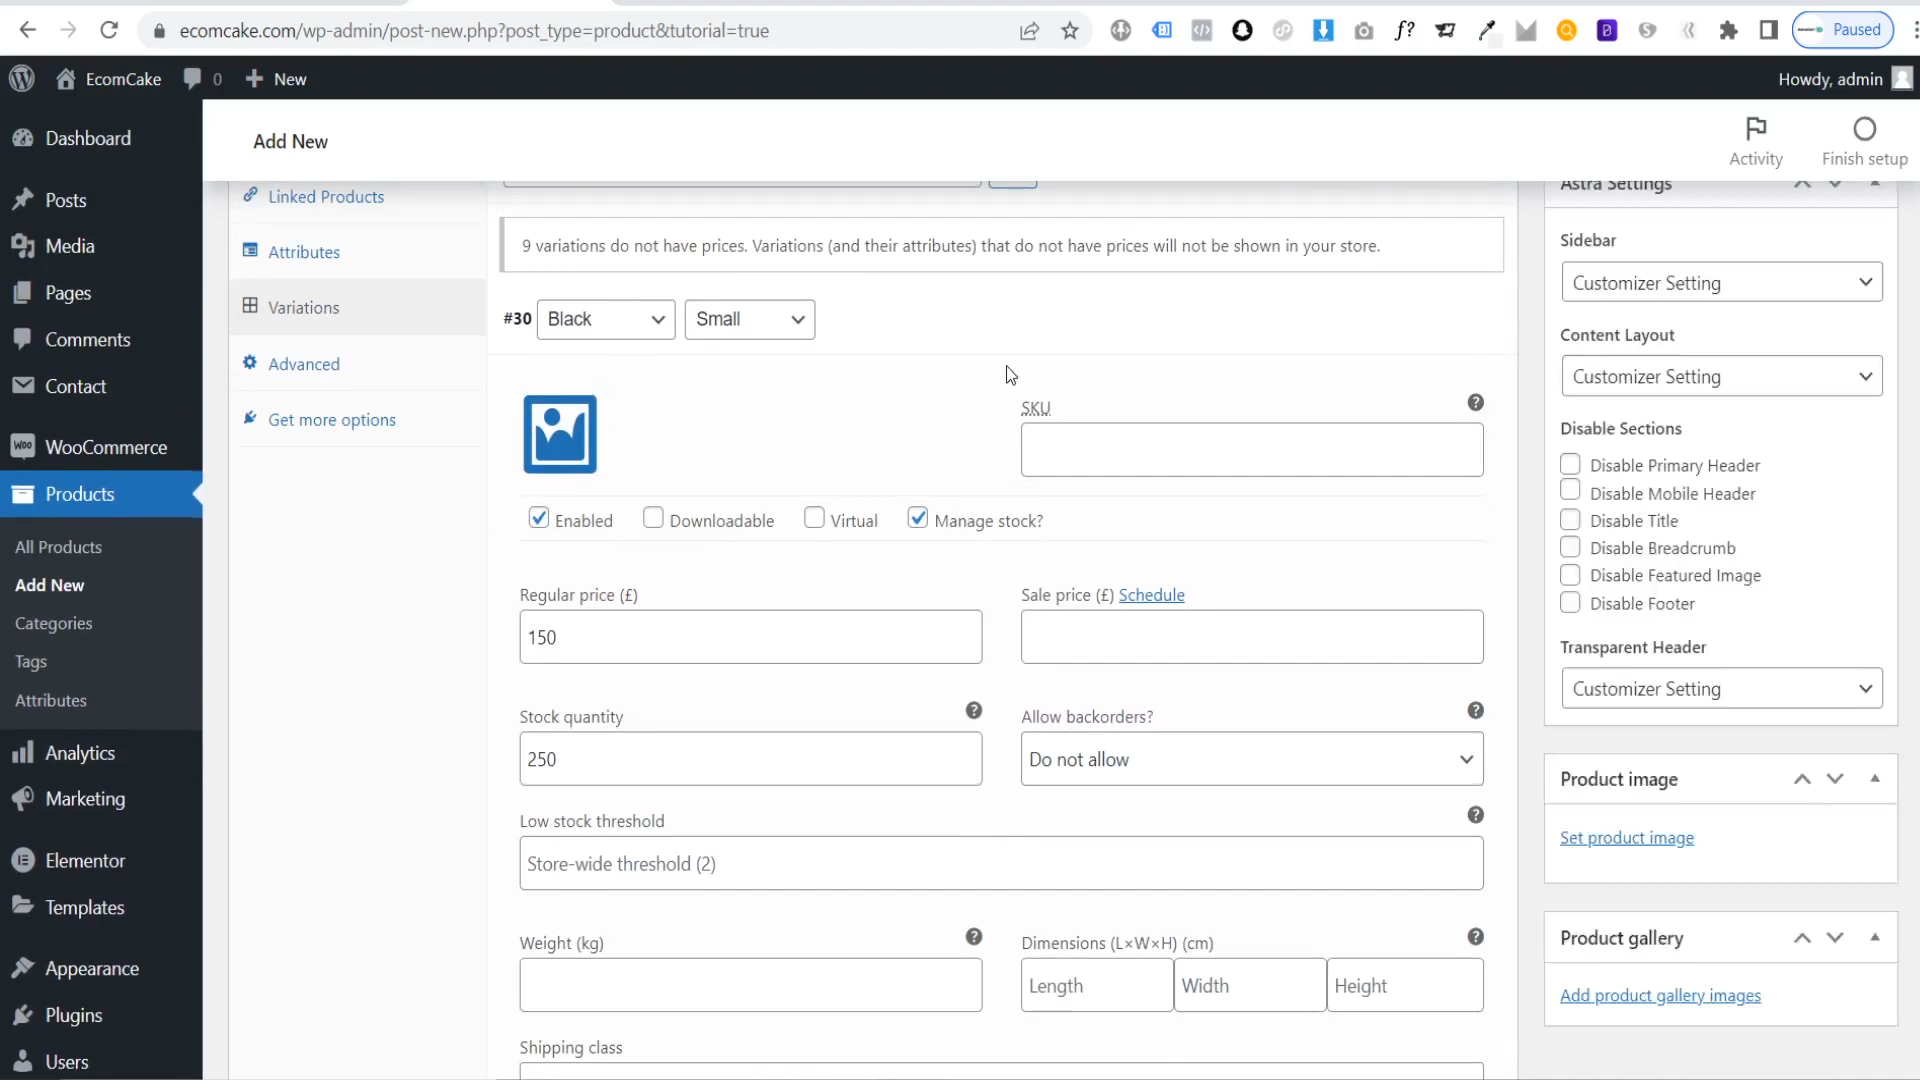 ecomcake.com/wp-admin/post-new.php?post_type=product&tutorial=true
f?
Paused
EcomCake
0
New
Howdy, admin
Dashboard
Posts
Media
Pages
Comments
Contact
Woo WooCommerce
Products
All Products
Add New
Categories
Tags
Attributes
Analytics
Marketing
Elementor
Templates
Appearance
Plugins
Users
Add New
Activity
Finish setup
Linked Products
Attributes
Variations
Advanced
Get more options
9 variations do not have prices. Variations (and their attributes) that do not have prices will not be shown in your store.
#30 Black Small
SKU
Enabled Downloadable Virtual Manage stock?
Regular price (£)
150
Sale price (£) Schedule
Stock quantity
250
Allow backorders?
Do not allow
Low stock threshold
Store-wide threshold (2)
Weight (kg)
Dimensions (L×W×H) (cm)
Length Width Height
Shipping class
Astra Settings
Sidebar
Customizer Setting
Content Layout
Customizer Setting
Disable Sections
Disable Primary Header
Disable Mobile Header
Disable Title
Disable Breadcrumb
Disable Featured Image
Disable Footer
Transparent Header
Customizer Setting
Product image
Set product image
Product gallery
Add product gallery images